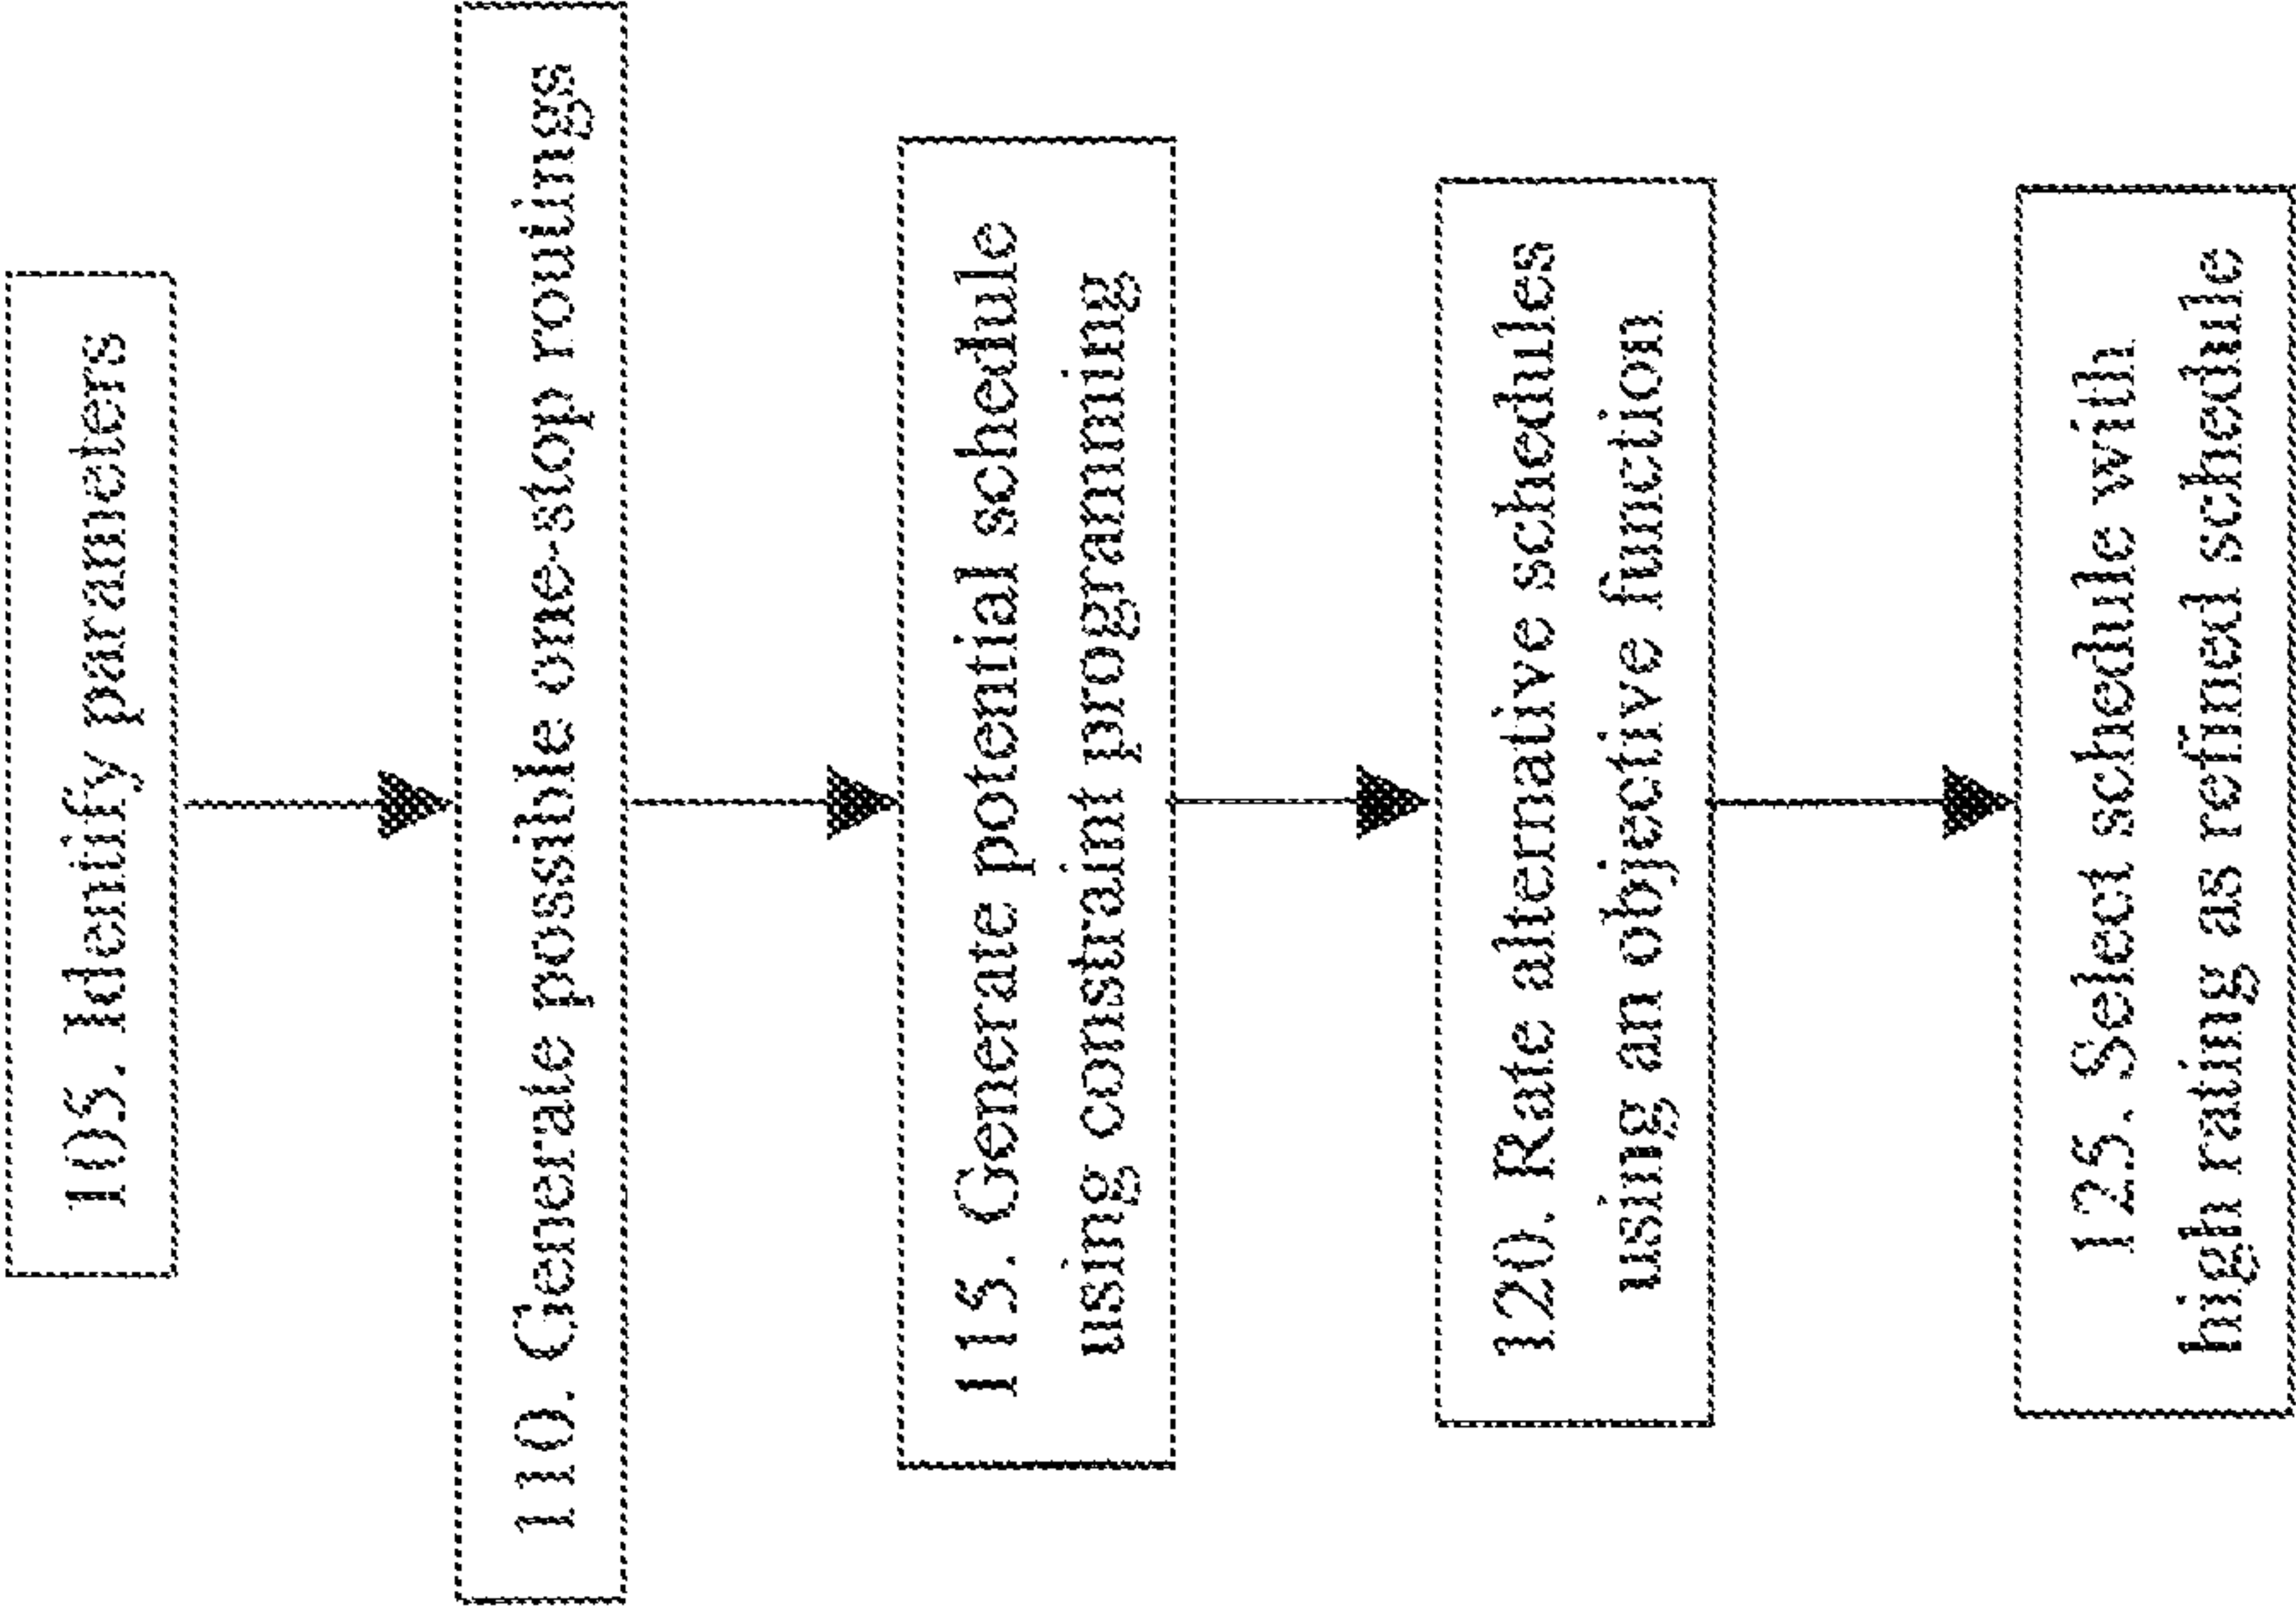 105. Identify parameters
110. Generate possible one-stop routings
115. Generate potential schedule
using constraint programming
120. Rate alternative schedules
using an objective function
125. Select schedule with
high rating as refined schedule